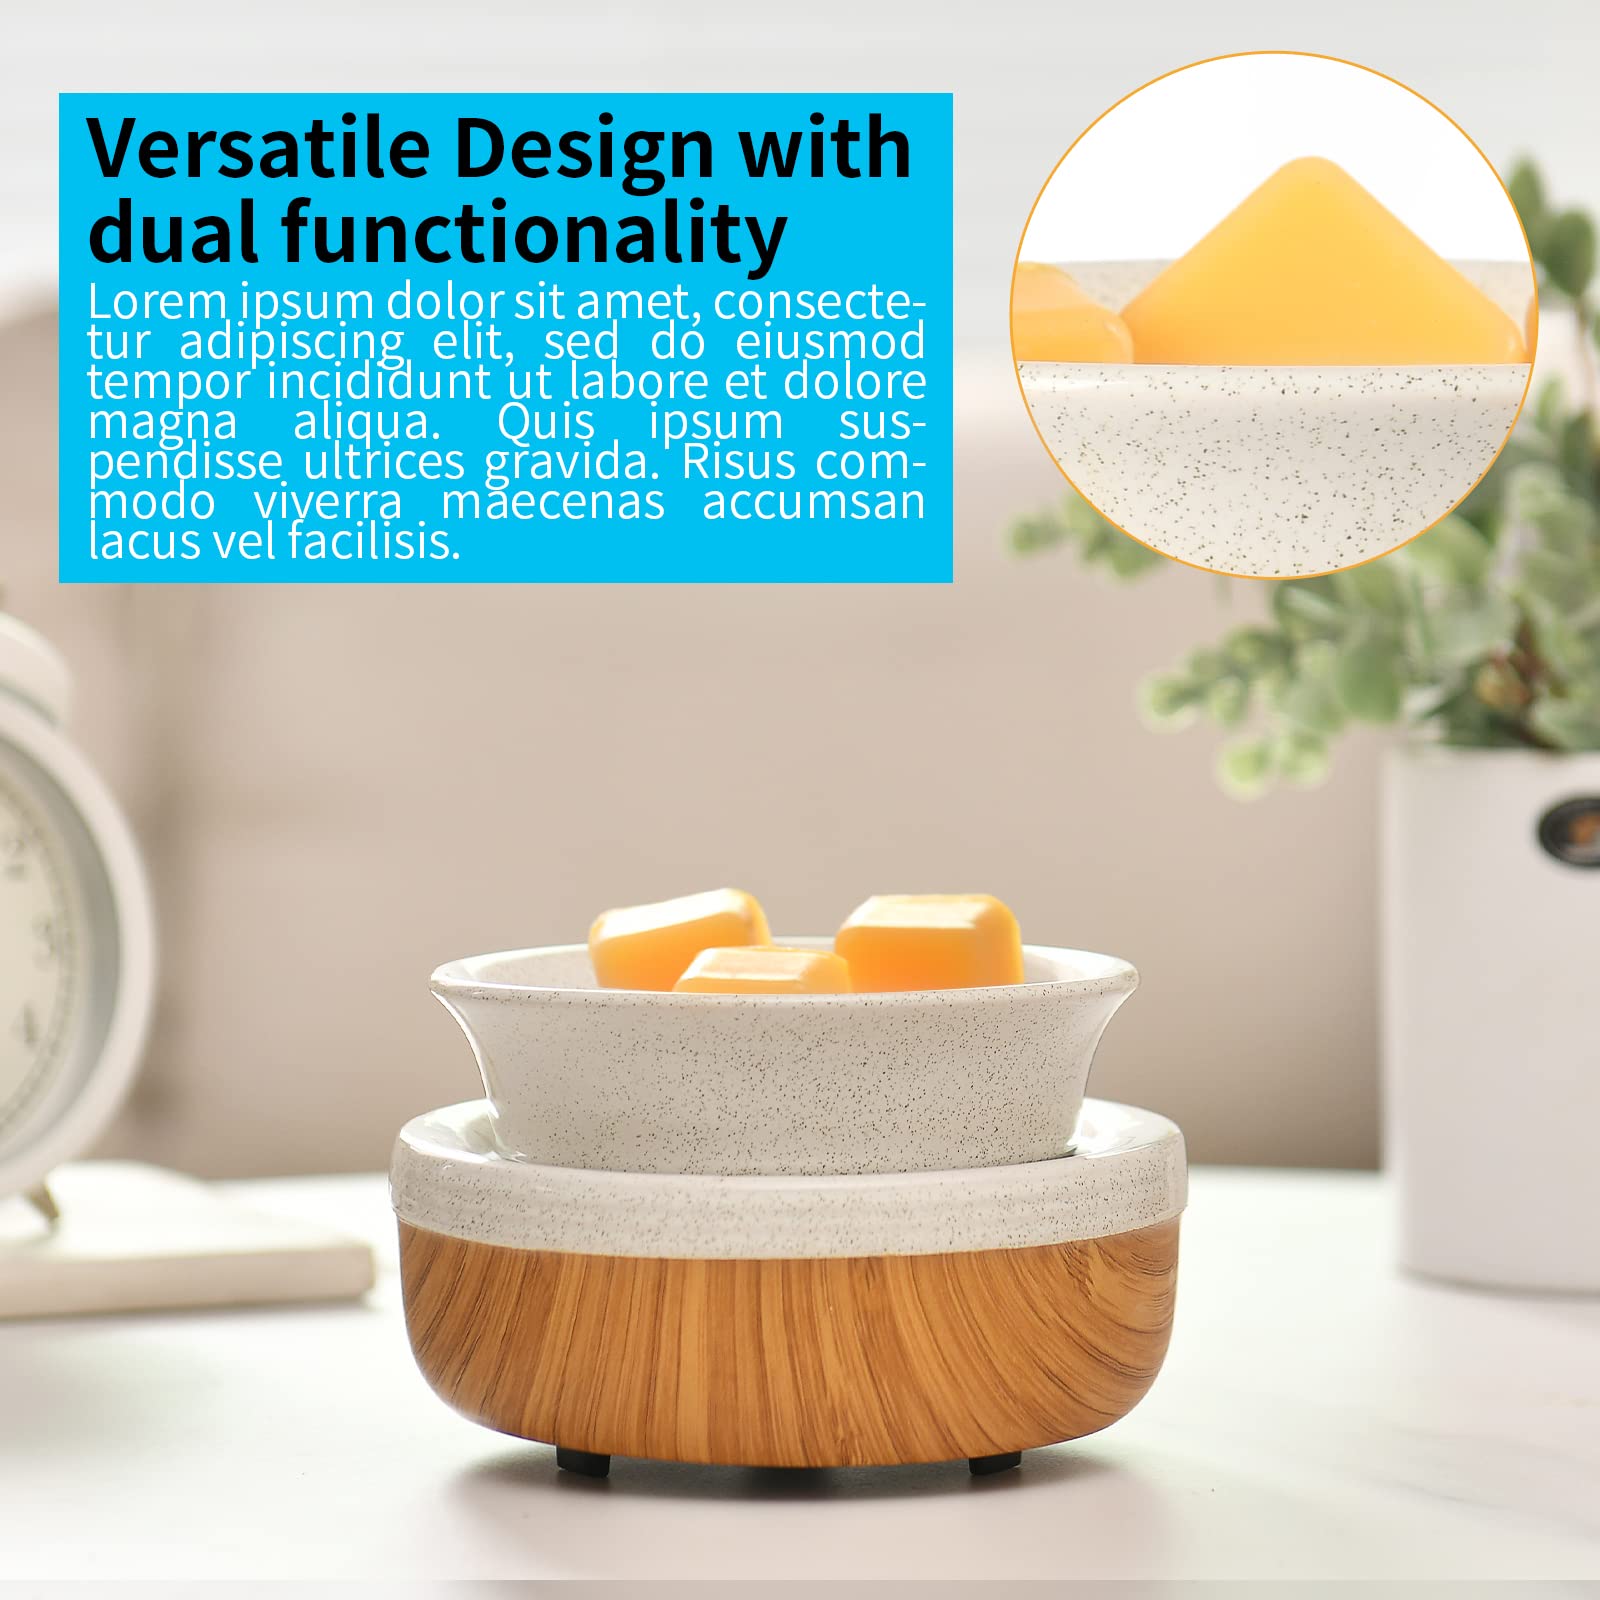 Versatile Design with
dual functionality
Lorem ipsum dolor sit amet, consecte-
tur adipiscing elit, sed do eiusmod
tempor incididunt ut labore et dolore
magna aliqua. Quis ipsum sus-
pendisse ultrices gravida. Risus com-
modo viverra maecenas accumsan
lacus vel facilisis.